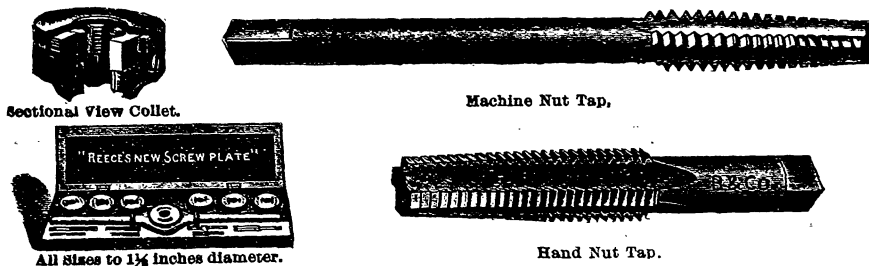 Sectional View Collet.
Machine Nut Tap,
"REECE'S NEW SCREW PLATE"
All Sizes to 1½ inches diameter.
Hand Nut Tap.